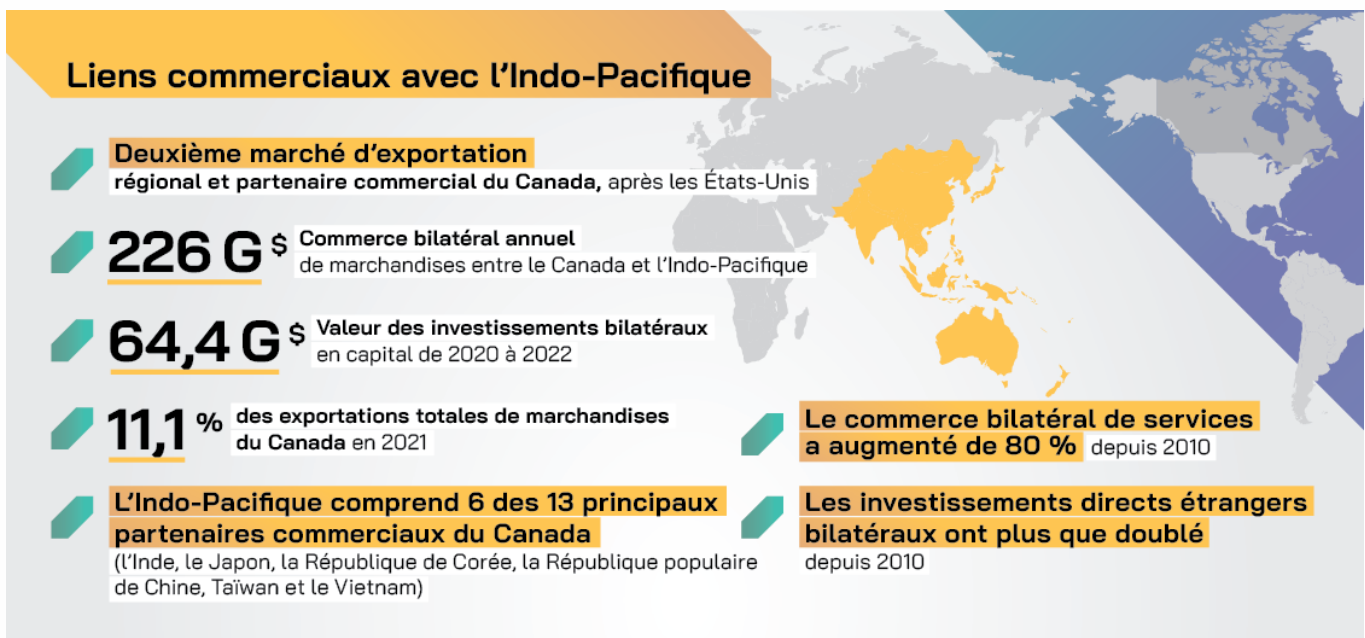 Liens commerciaux avec l’Indo-Pacifique
Deuxième marché d’exportation
régional et partenaire commercial du Canada, après les États-Unis
226 G $ Commerce bilatéral annuel
de marchandises entre le Canada et l’Indo-Pacifique
64,4 G $ Valeur des investissements bilatéraux
en capital de 2020 à 2022
11,1 % des exportations totales de marchandises
du Canada en 2021
L’Indo-Pacifique comprend 6 des 13 principaux
partenaires commerciaux du Canada
(l’Inde, le Japon, la République de Corée, la République populaire
de Chine, Taïwan et le Vietnam)
Le commerce bilatéral de services
a augmenté de 80 % depuis 2010
Les investissements directs étrangers
bilatéraux ont plus que doublé
depuis 2010